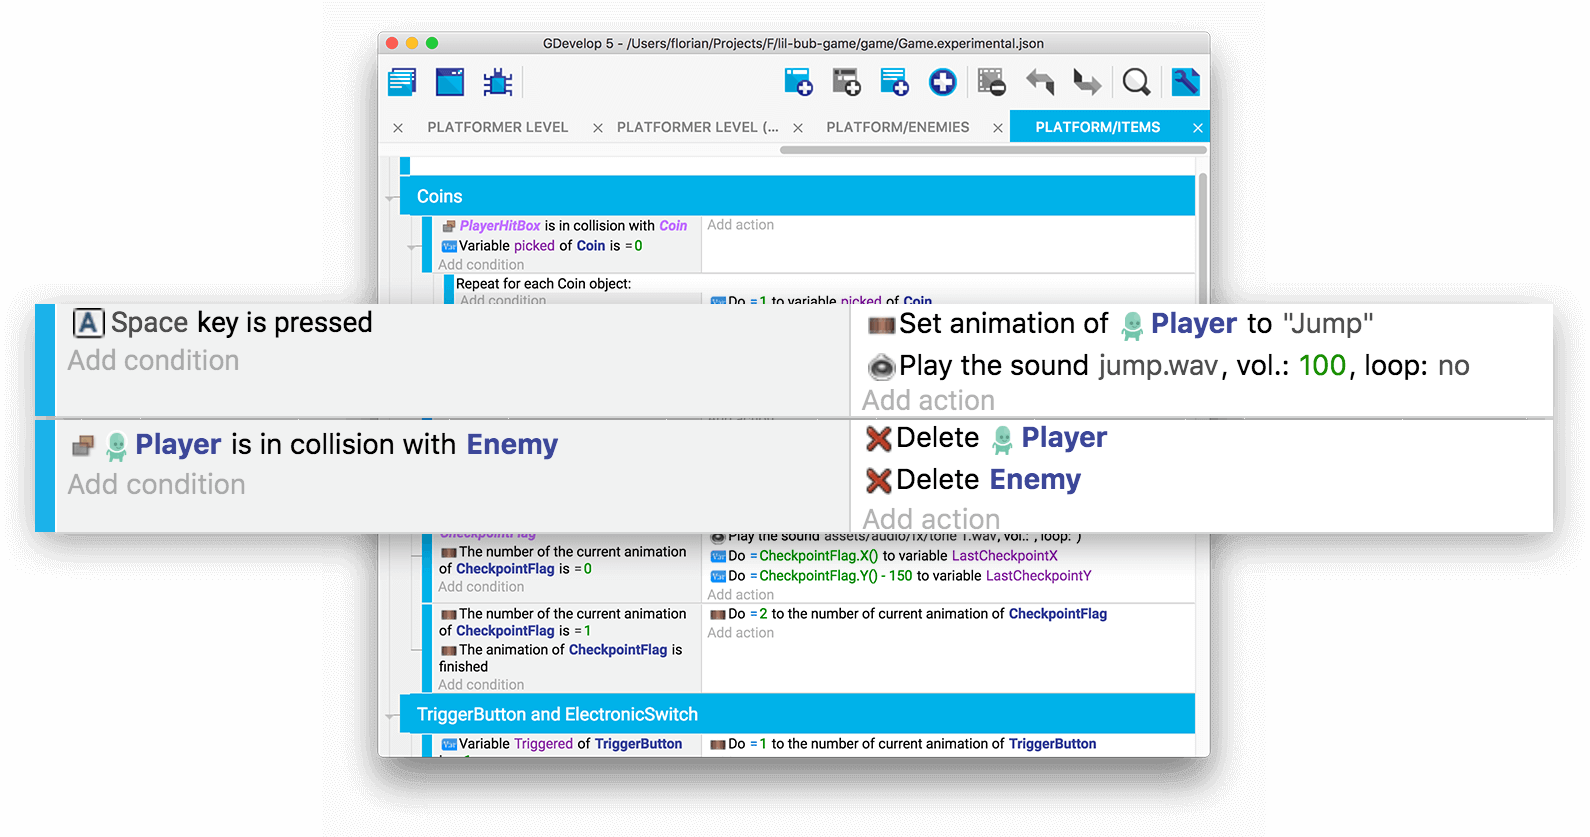 GDevelop 5 - /Users/florian/Projects/F/lil-bub-game/game/Game.experimental.json
PLATFORMER LEVEL
PLATFORMER LEVEL (...
PLATFORM/ENEMIES
PLATFORM/ITEMS
Coins
PlayerHitBox is in collision with Coin
Add action
Var Variable picked of Coin is = 0
Add condition
Repeat for each Coin object:
Add condition
Var Do = 1 to variable picked of Coin
A Space key is pressed
Add condition
Set animation of Player to "Jump"
Play the sound jump.wav, vol.: 100, loop: no
Add action
Player is in collision with Enemy
Add condition
Delete Player
Delete Enemy
Add action
CheckpointFlag
Play the sound assets/audio/fx/tone 1.wav, vol.: , loop: )
The number of the current animation
of CheckpointFlag is = 0
Add condition
Var Do = CheckpointFlag.X() to variable LastCheckpointX
Var Do = CheckpointFlag.Y() - 150 to variable LastCheckpointY
Add action
The number of the current animation
of CheckpointFlag is = 1
The animation of CheckpointFlag is
finished
Add condition
Do = 2 to the number of current animation of CheckpointFlag
Add action
TriggerButton and ElectronicSwitch
Var Variable Triggered of TriggerButton
Do = 1 to the number of current animation of TriggerButton